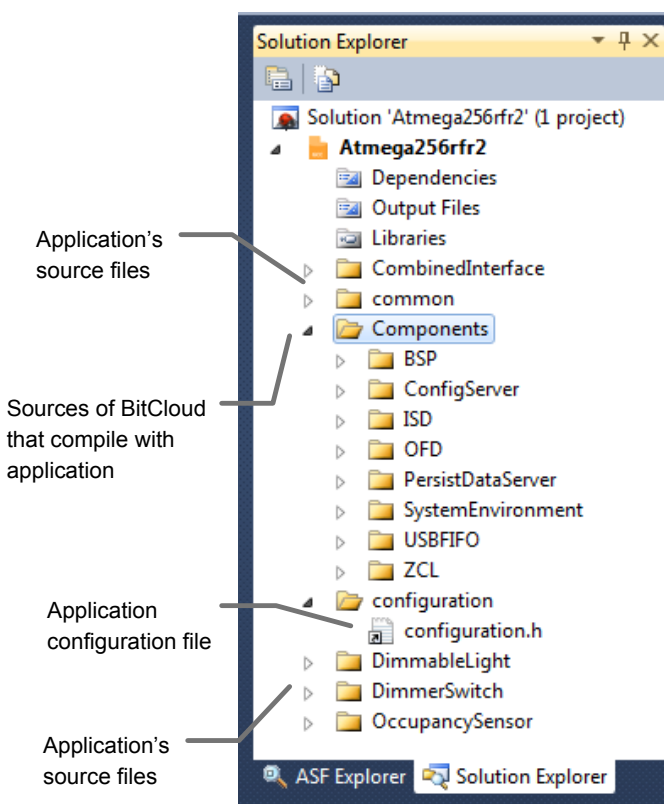 Solution Explorer
Solution 'Atmega256rfr2' (1 project)
Atmega256rfr2
Dependencies
Output Files
Libraries
Application's
source files
CombinedInterface
common
Components
BSP
ConfigServer
Sources of BitCloud
that compile with
application
ISD
OFD
PersistDataServer
SystemEnvironment
USBFIFO
ZCL
Application
configuration file
configuration
configuration.h
DimmableLight
DimmerSwitch
OccupancySensor
Application's
source files
ASF Explorer
Solution Explorer